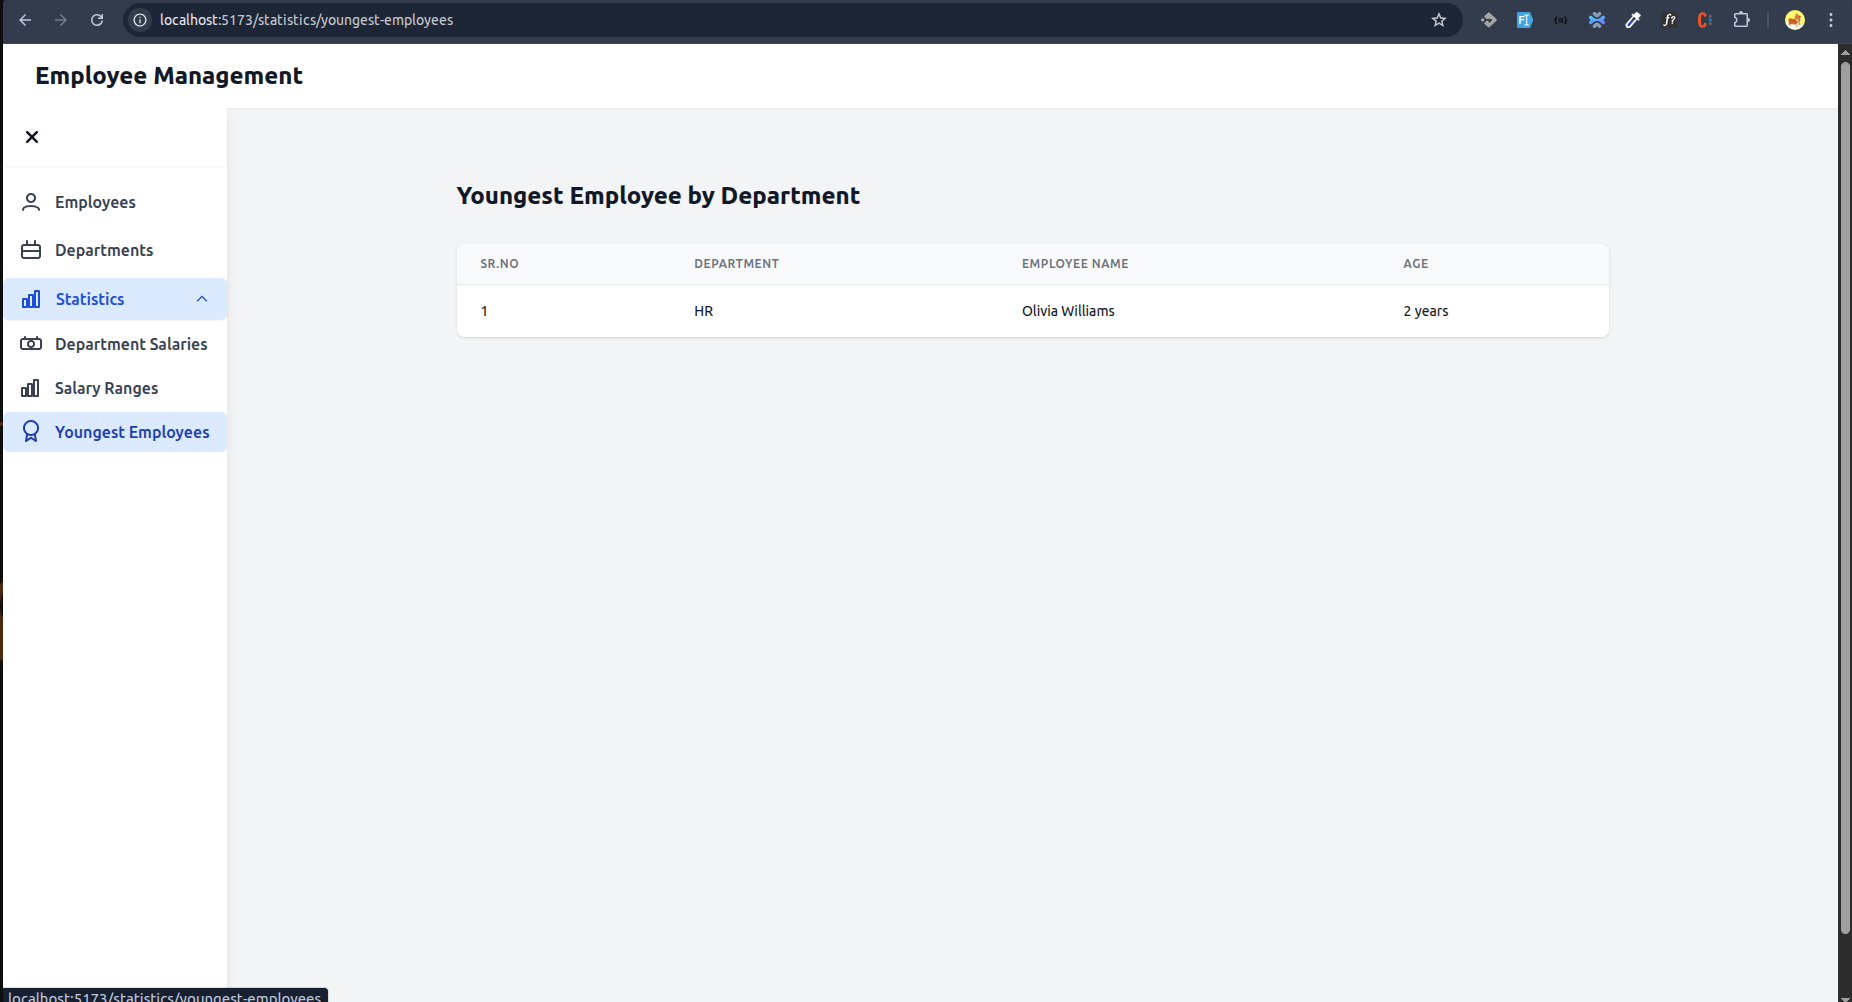 localhost:5173/statistics/youngest-employees
Employee Management
Employees
Departments
Statistics
Department Salaries
Salary Ranges
Youngest Employees
Youngest Employee by Department
SR.NO DEPARTMENT EMPLOYEE NAME AGE
1 HR Olivia Williams 2 years
localhost:5173/statistics/youngest-employees